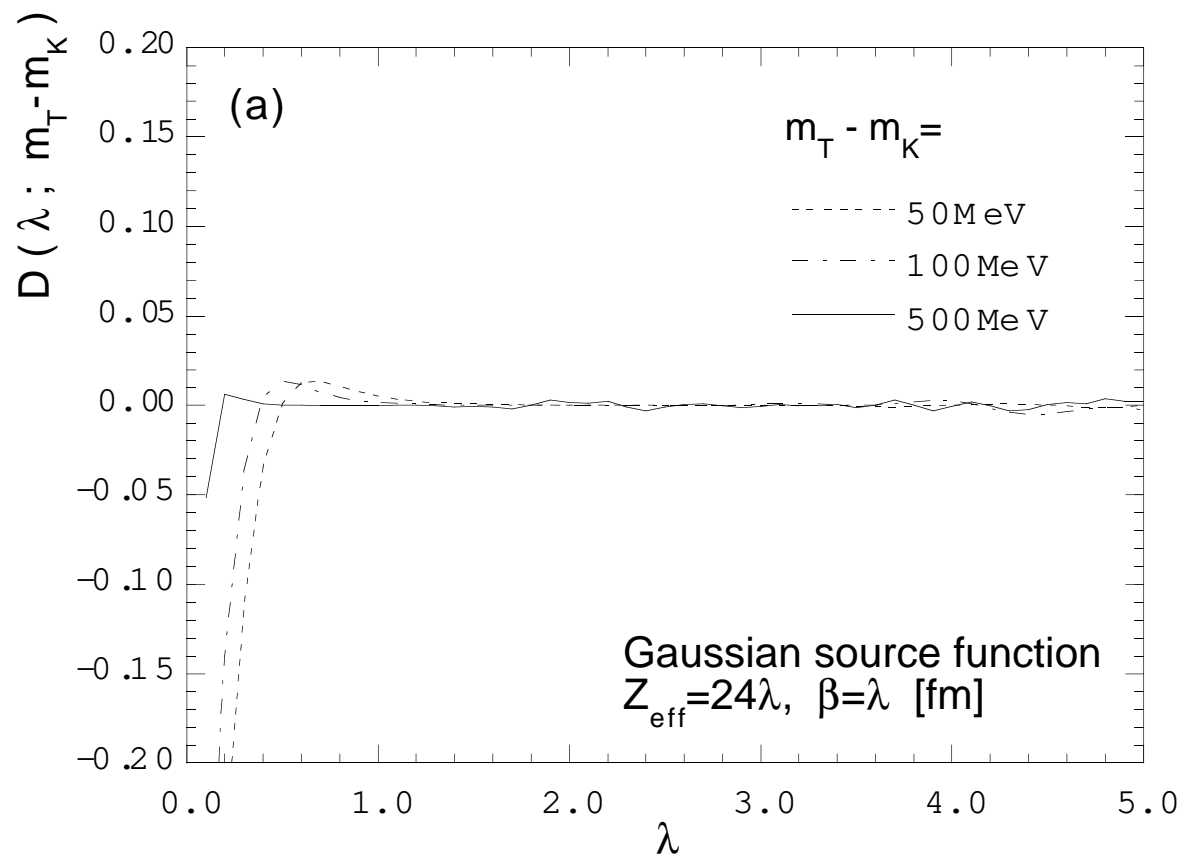 D ( λ ; m_T-m_K )
0.20
0.15
0.10
0.05
0.00
-0.05
-0.10
-0.15
-0.20
(a)
m_T - m_K=
50MeV
100MeV
500MeV
Gaussian source function
Z_eff=24λ, β=λ [fm]
0.0 1.0 2.0 3.0 4.0 5.0
λ